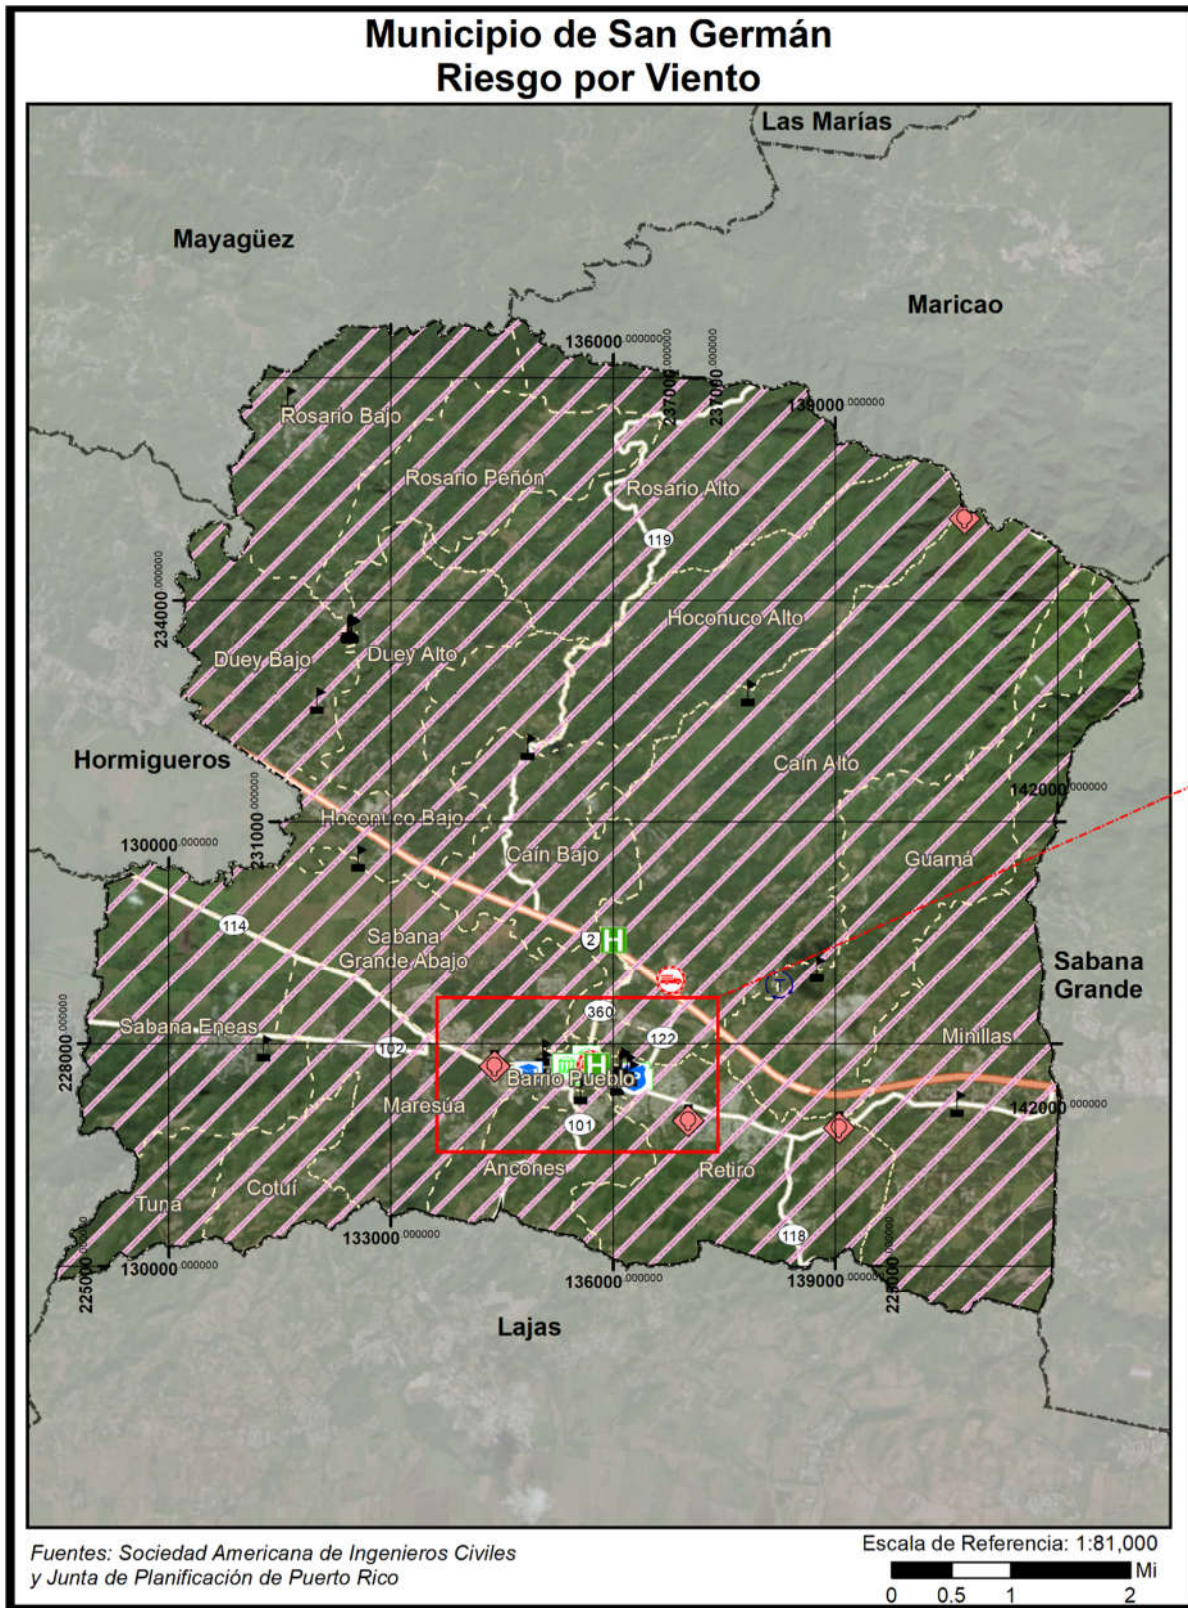 Municipio de San Germán
Riesgo por Viento
Las Marías
Mayagüez
Maricao
136000.000000
237000.000000
237000.000000
139000.000000
Rosario Bajo
Rosario Peñón
Rosario Alto
119
234000.000000
Hoconuco Alto
Duey Bajo
Duey Alto
Hormigueros
Caín Alto
142000.000000
231000.000000
Hoconuco Bajo
130000.000000
Caín Bajo
Guamá
114
Sabana
Grande Abajo
2
H
Sabana
Grande
T
360
Sabana Eneas
122
Minillas
228000.000000
102
H
P
Barrio Pueblo
Maresúa
142000.000000
101
Ancones
Retiro
Cotuí
Tuna
118
133000.000000
130000.000000
136000.000000
139000.000000
225000.000000
225000.000000
Lajas
Fuentes: Sociedad Americana de Ingenieros Civiles
y Junta de Planificación de Puerto Rico
Escala de Referencia: 1:81,000
Mi
0 0.5 1 2